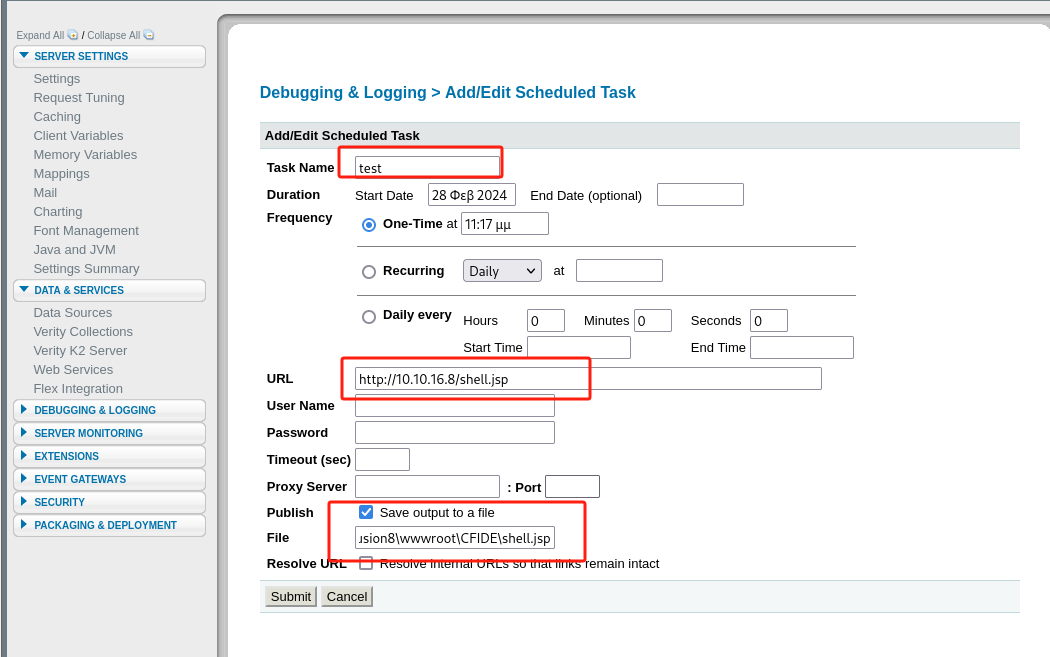 Expand All / Collapse All
SERVER SETTINGS
Settings
Request Tuning
Caching
Client Variables
Memory Variables
Mappings
Mail
Charting
Font Management
Java and JVM
Settings Summary
DATA & SERVICES
Data Sources
Verity Collections
Verity K2 Server
Web Services
Flex Integration
DEBUGGING & LOGGING
SERVER MONITORING
EXTENSIONS
EVENT GATEWAYS
SECURITY
PACKAGING & DEPLOYMENT
Debugging & Logging > Add/Edit Scheduled Task
Add/Edit Scheduled Task
Task Name test
Duration Start Date 28 Φεβ 2024 End Date (optional)
Frequency One-Time at 11:17 μμ
Recurring Daily at
Daily every Hours 0 Minutes 0 Seconds 0
Start Time End Time
URL http://10.10.16.8/shell.jsp
User Name
Password
Timeout (sec)
Proxy Server : Port
Publish Save output to a file
File usion8\wwwroot\CFIDE\shell.jsp
Resolve URL Resolve internal URLs so that links remain intact
Submit Cancel